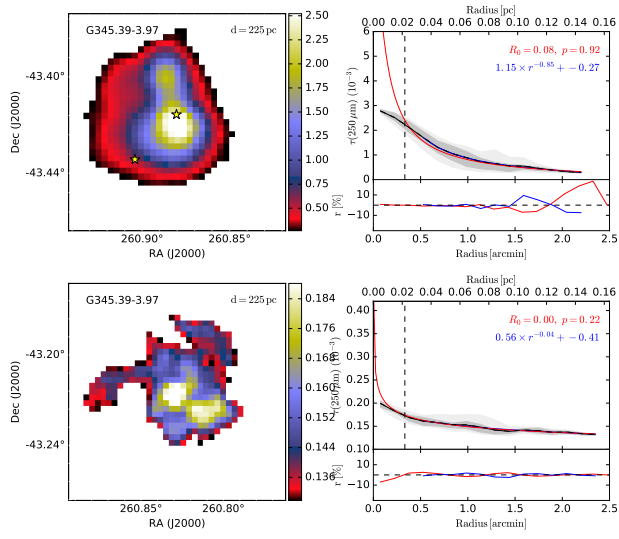 G345.39-3.97
d = 225 pc
-43.40°
-43.44°
Dec (J2000)
260.90°
260.85°
RA (J2000)
2.50
2.25
2.00
1.75
1.50
1.25
1.00
0.75
0.50
Radius [pc]
0.00 0.02 0.04 0.06 0.08 0.10 0.12 0.14 0.16
R₀ = 0.08, p = 0.92
1.15 × r^-0.85 + -0.27
τ(250 μm) (10⁻³)
6
5
4
3
2
1
0
r [%]
10
0
−10
0.0 0.5 1.0 1.5 2.0 2.5
Radius [arcmin]
G345.39-3.97
d = 225 pc
-43.20°
-43.24°
Dec (J2000)
260.85°
260.80°
RA (J2000)
0.184
0.176
0.168
0.160
0.152
0.144
0.136
Radius [pc]
0.00 0.02 0.04 0.06 0.08 0.10 0.12 0.14 0.16
R₀ = 0.00, p = 0.22
0.56 × r^-0.04 + -0.41
τ(250 μm) (10⁻³)
0.40
0.35
0.30
0.25
0.20
0.15
0.10
r [%]
10
0
−10
0.0 0.5 1.0 1.5 2.0 2.5
Radius [arcmin]